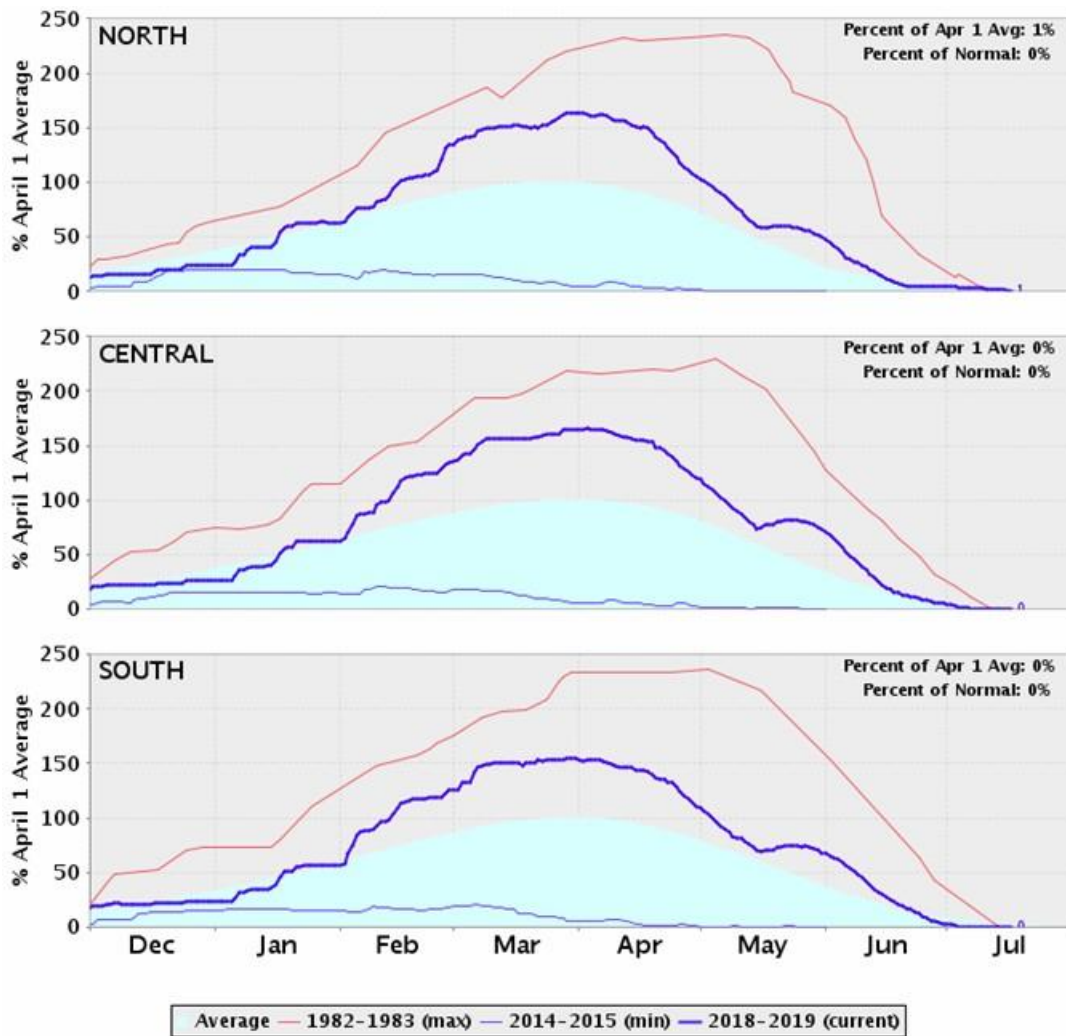 NORTH
Percent of Apr 1 Avg: 1%
Percent of Normal: 0%
% April 1 Average
250
200
150
100
50
0
1
CENTRAL
Percent of Apr 1 Avg: 0%
Percent of Normal: 0%
% April 1 Average
250
200
150
100
50
0
0
SOUTH
Percent of Apr 1 Avg: 0%
Percent of Normal: 0%
% April 1 Average
250
200
150
100
50
0
0
Dec Jan Feb Mar Apr May Jun Jul
Average 1982-1983 (max) 2014-2015 (min) 2018-2019 (current)